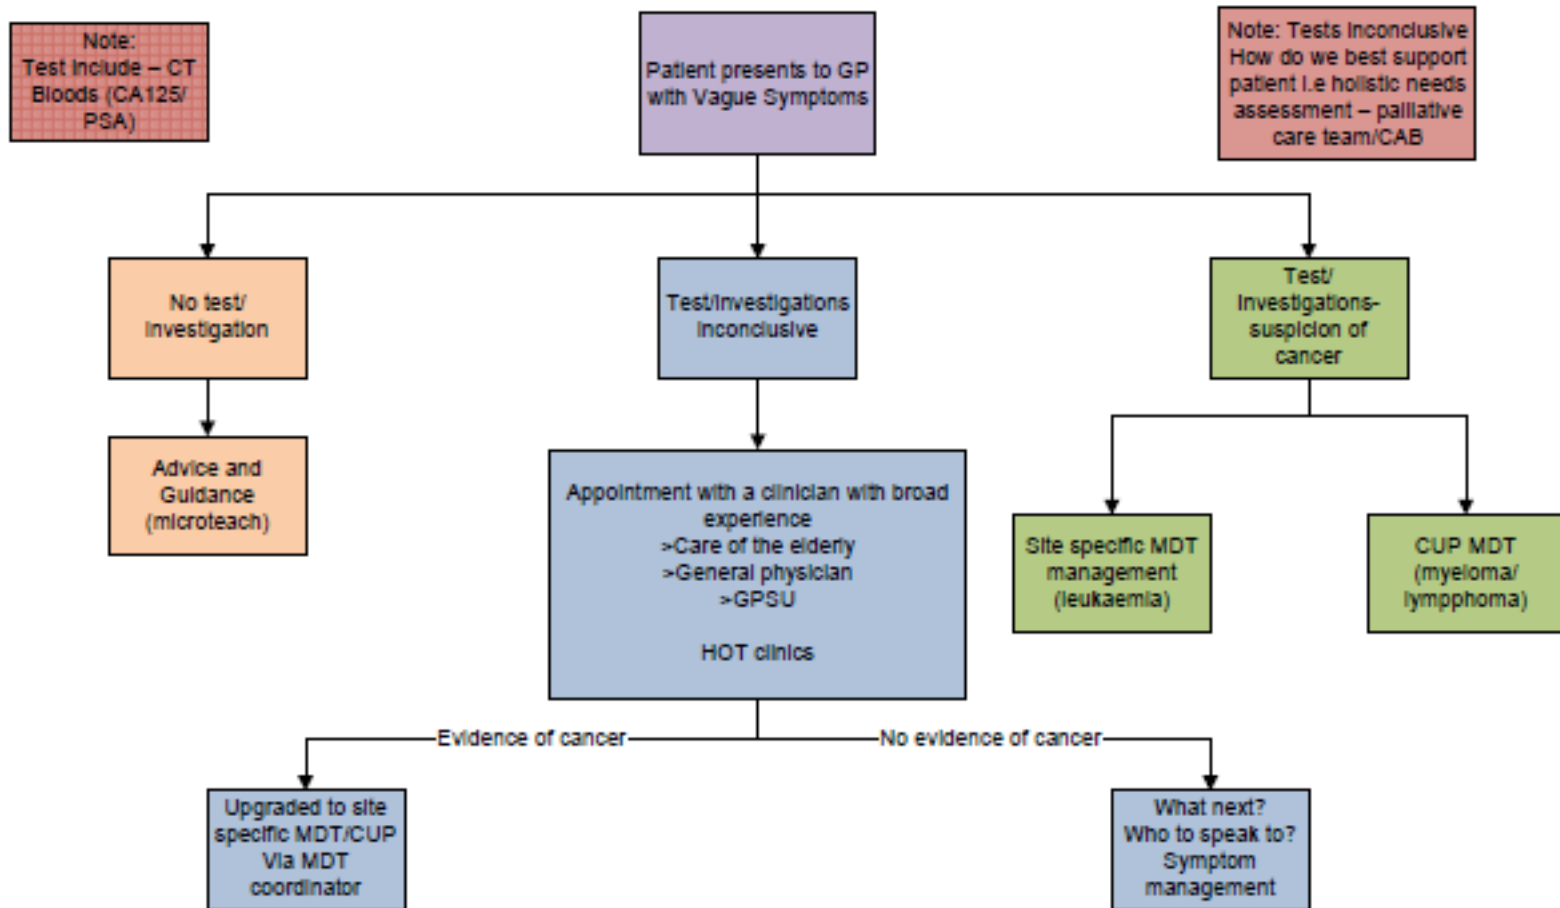 Note:
Test include – CT
Bloods (CA125/
PSA)
Patient presents to GP
with Vague Symptoms
Note: Tests Inconclusive
How do we best support
patient i.e holistic needs
assessment – palliative
care team/CAB
No test/
Investigation
Test/Investigations
Inconclusive
Test/
Investigations-
suspicion of
cancer
Advice and
Guidance
(microteach)
Appointment with a clinician with broad
experience
>Care of the elderly
>General physician
>GPSU
HOT clinics
Site specific MDT
management
(leukaemia)
CUP MDT
(myeloma/
lympphoma)
Evidence of cancer
No evidence of cancer
Upgraded to site
specific MDT/CUP
Via MDT
coordinator
What next?
Who to speak to?
Symptom
management